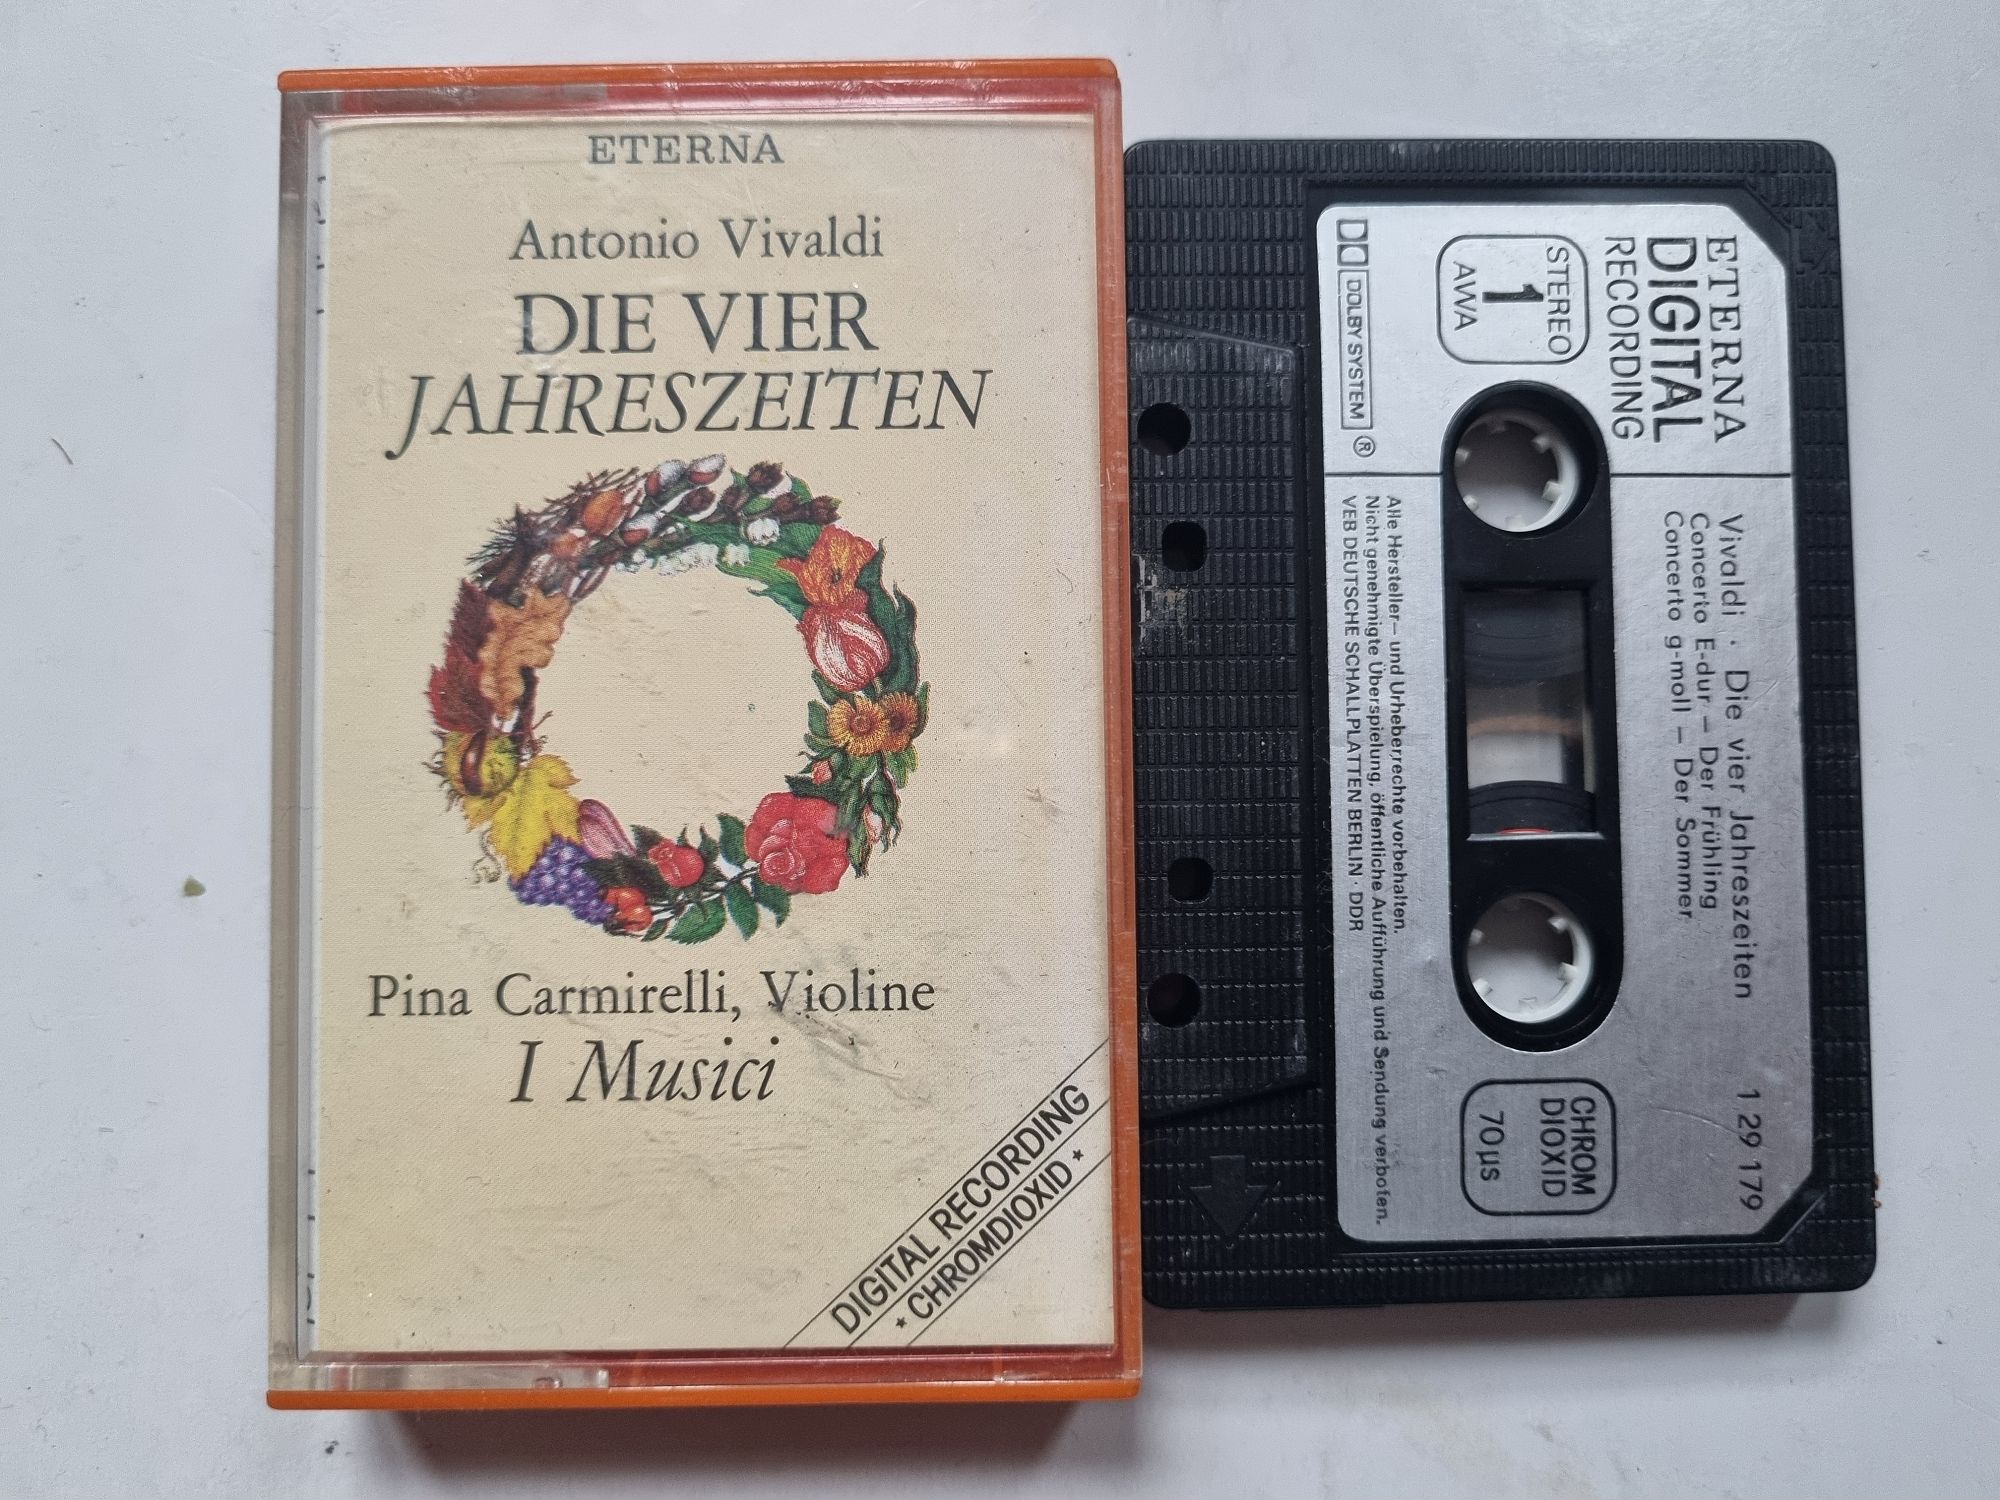 ETERNA
Antonio Vivaldi
DIE VIER
JAHRESZEITEN
Pina Carmirelli, Violine
I Musici
DIGITAL RECORDING
* CHROMDIOXID *
ETERNA
DIGITAL
RECORDING
STEREO
1
AWA
DOLBY SYSTEM ®
Vivaldi · Die vier Jahreszeiten
Concerto E-dur – Der Frühling
Concerto g-moll – Der Sommer
1 29 179
CHROM
DIOXID
70 µs
Alle Hersteller- und Urheberrechte vorbehalten.
Nicht genehmigte Überspielung, öffentliche Aufführung und Sendung verboten.
VEB DEUTSCHE SCHALLPLATTEN BERLIN · DDR